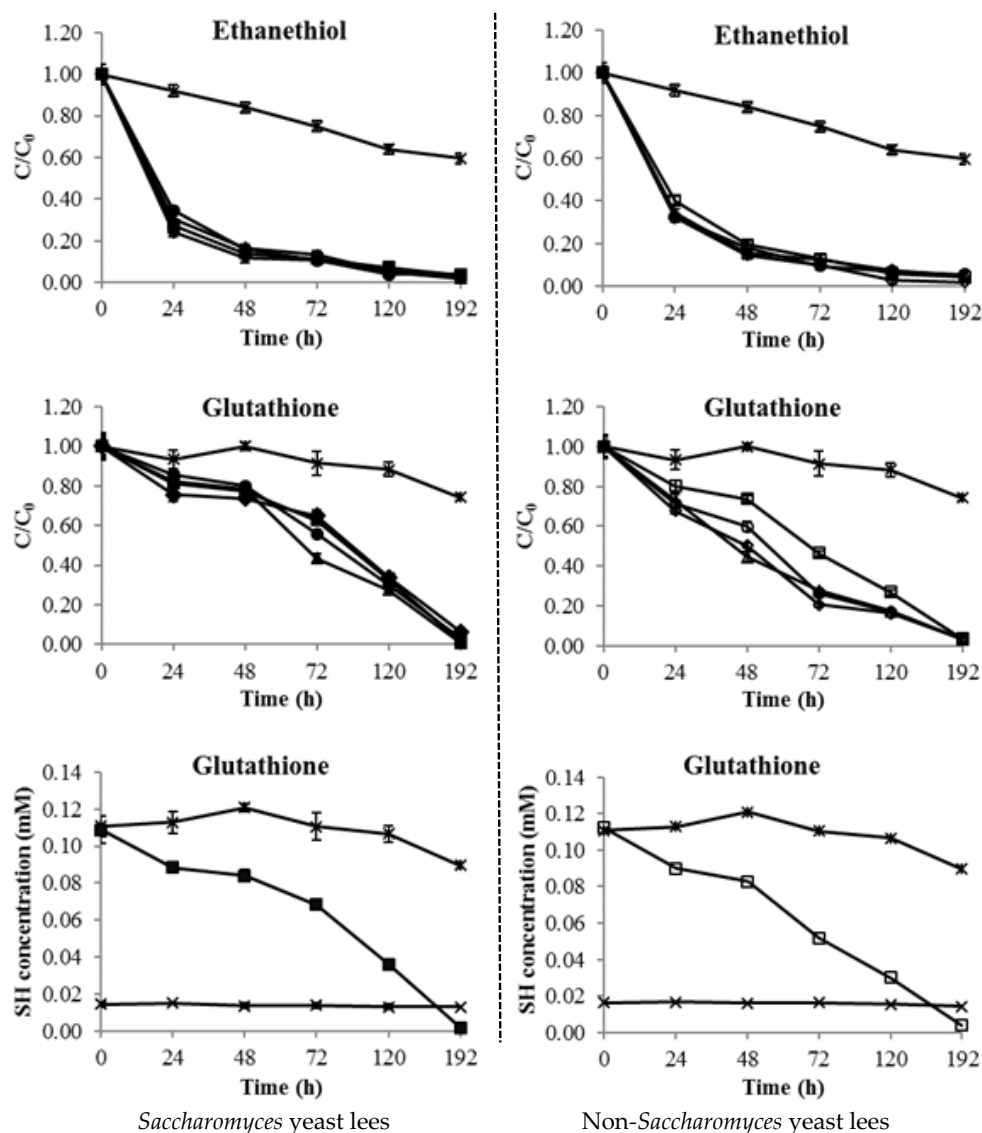 Ethanethiol
1.20
1.00
0.80
0.60
0.40
0.20
0.00
C/C₀
0 24 48 72 120 192
Time (h)
Ethanethiol
1.20
1.00
0.80
0.60
0.40
0.20
0.00
C/C₀
0 24 48 72 120 192
Time (h)
Glutathione
1.20
1.00
0.80
0.60
0.40
0.20
0.00
C/C₀
0 24 48 72 120 192
Time (h)
Glutathione
1.20
1.00
0.80
0.60
0.40
0.20
0.00
C/C₀
0 24 48 72 120 192
Time (h)
Glutathione
0.14
0.12
0.10
0.08
0.06
0.04
0.02
0.00
SH concentration (mM)
0 24 48 72 120 192
Time (h)
Glutathione
0.14
0.12
0.10
0.08
0.06
0.04
0.02
0.00
SH concentration (mM)
0 24 48 72 120 192
Time (h)
Saccharomyces yeast lees
Non-Saccharomyces yeast lees